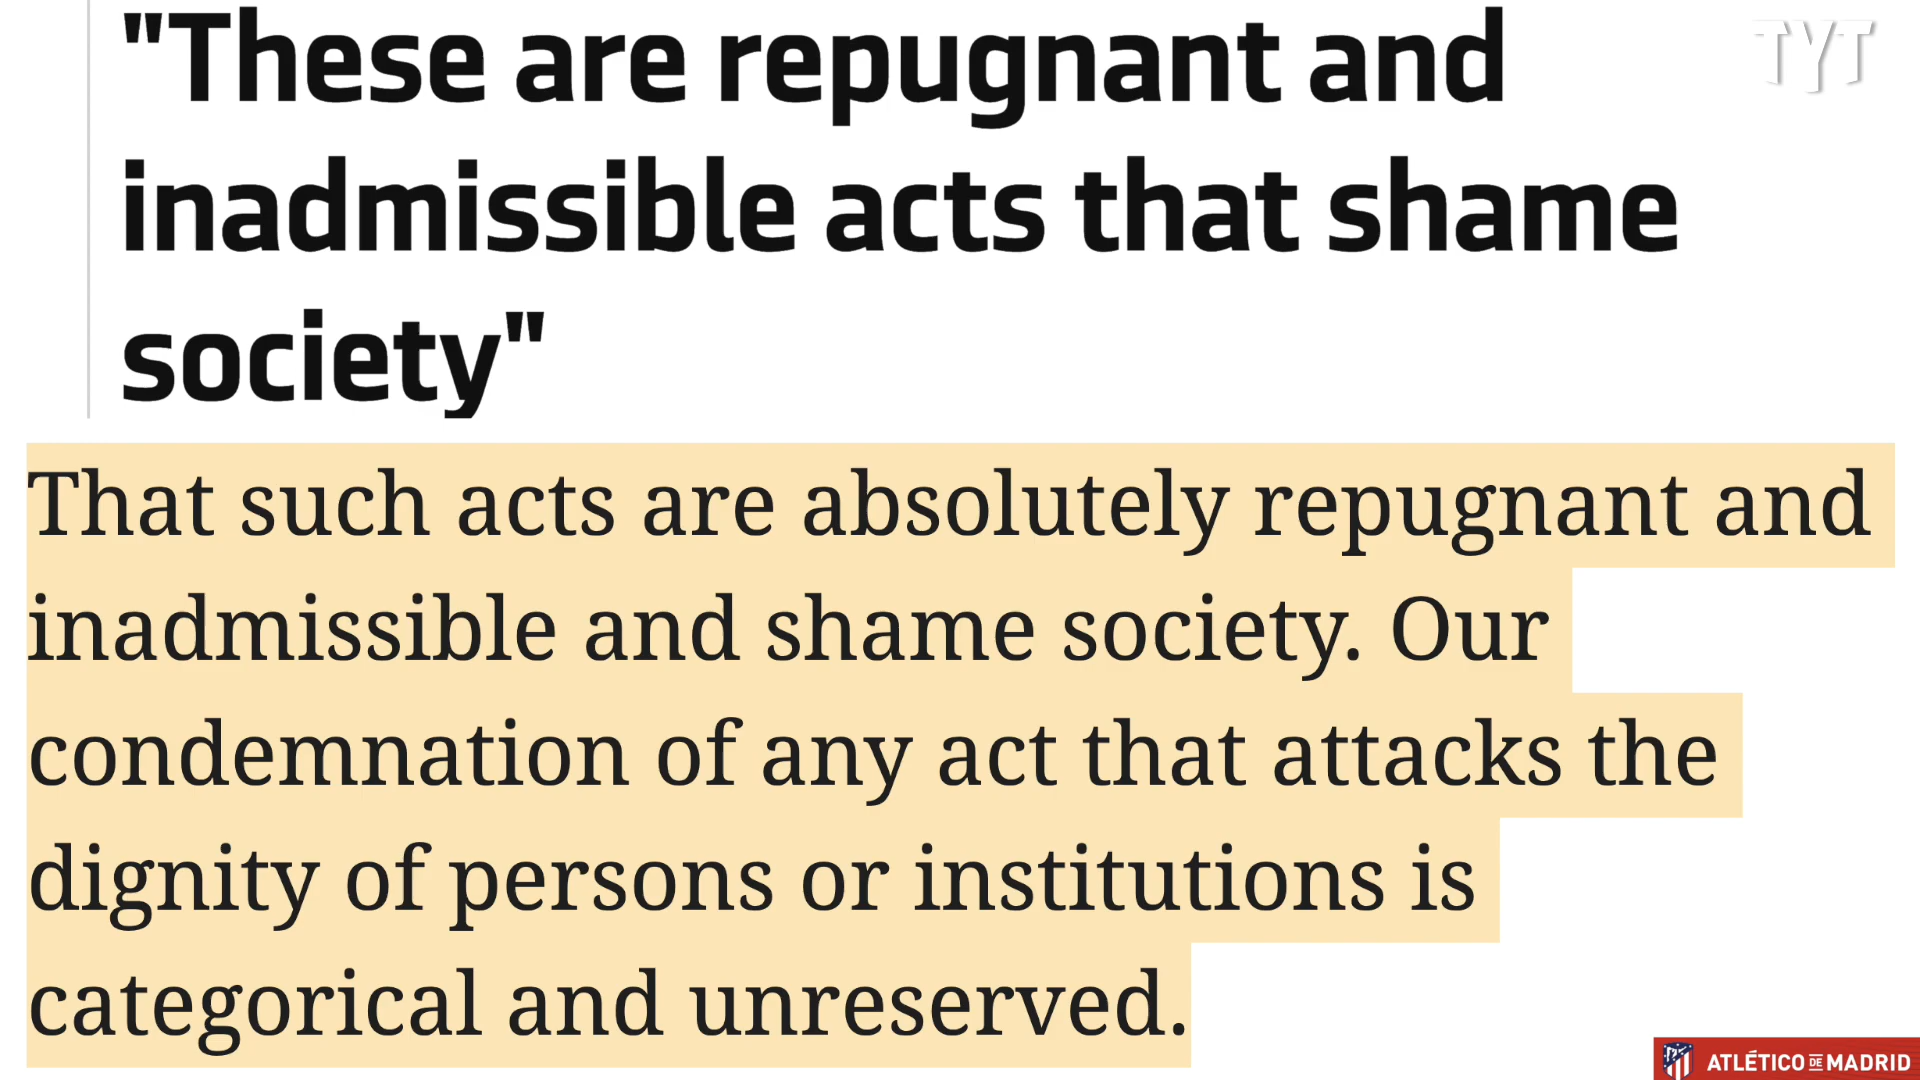 "These are repugnant and
TYT
inadmissible acts that shame
society"
That such acts are absolutely repugnant and
inadmissible and shame society. Our
condemnation of any act that attacks the
dignity of persons or institutions is
categorical and unreserved.
ATLÉTICO DE MADRID